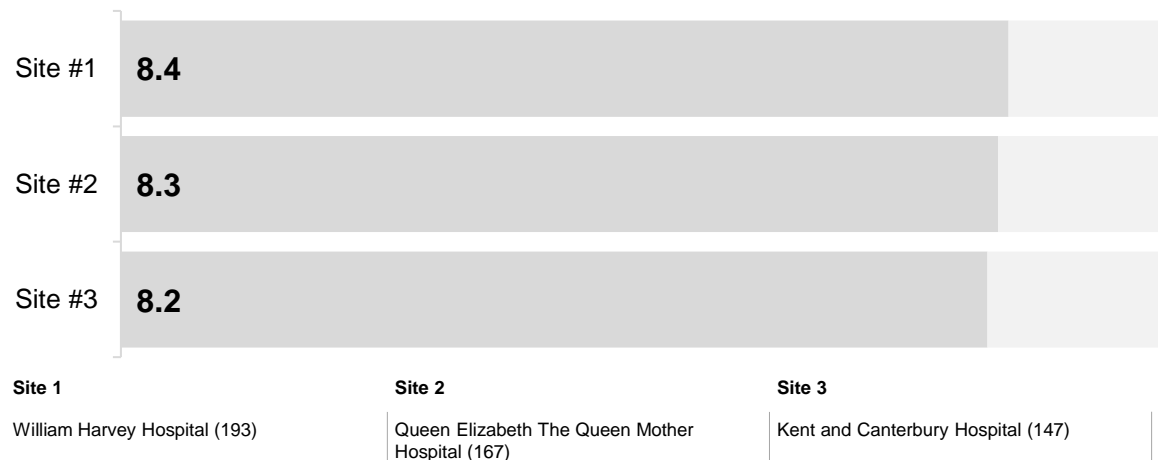 Site #1
8.4
Site #2
8.3
Site #3
8.2
Site 1
Site 2
Site 3
William Harvey Hospital (193)
Queen Elizabeth The Queen Mother
Hospital (167)
Kent and Canterbury Hospital (147)